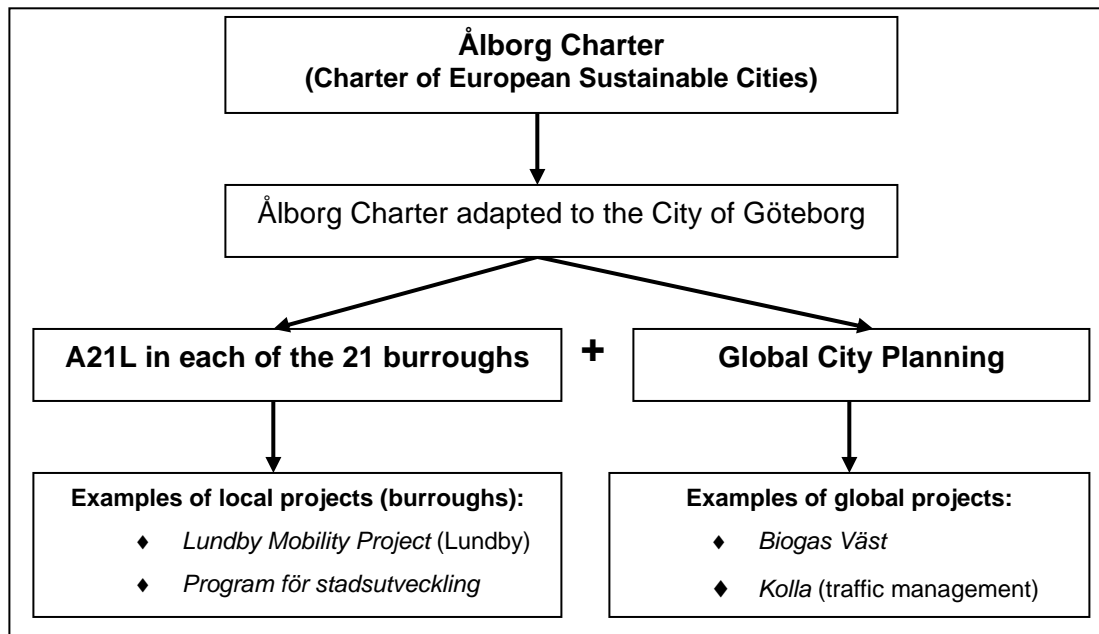 Ålborg Charter
(Charter of European Sustainable Cities)
Ålborg Charter adapted to the City of Göteborg
A21L in each of the 21 burroughs
+
Global City Planning
Examples of local projects (burroughs):
♦ Lundby Mobility Project (Lundby)
♦ Program för stadsutveckling
Examples of global projects:
♦ Biogas Väst
♦ Kolla (traffic management)